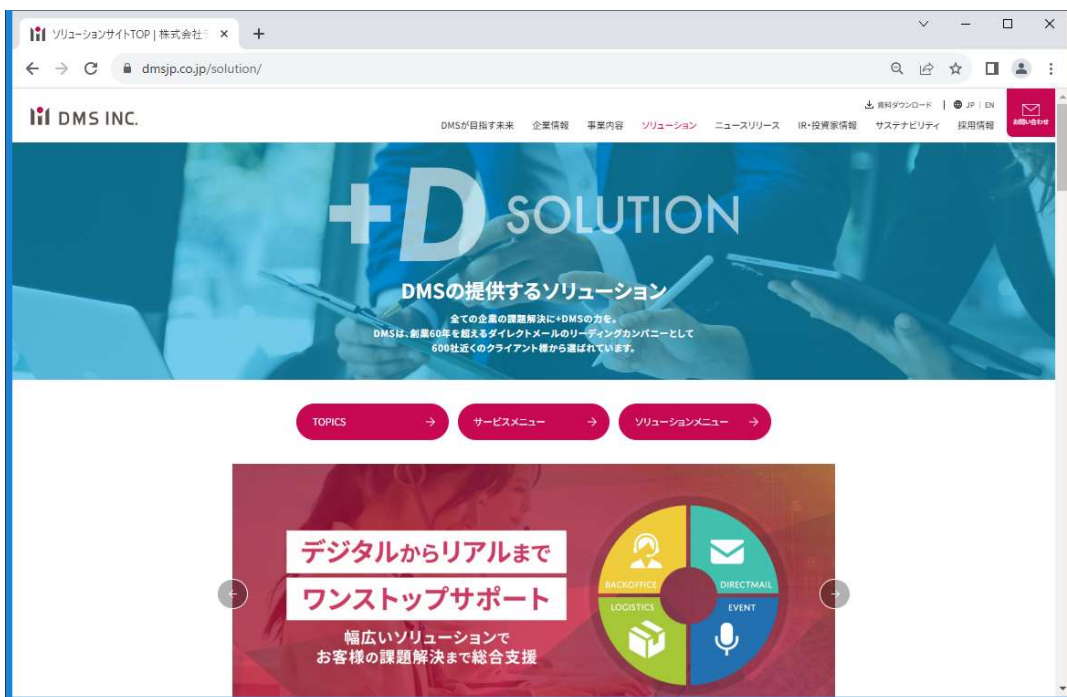 ソリューションサイトTOP | 株式会社
dmsjp.co.jp/solution/
資料ダウンロード | JP | EN
お問い合わせ
DMS INC.
DMSが目指す未来 企業情報 事業内容 ソリューション ニュースリリース IR・投資家情報 サステナビリティ 採用情報
+D SOLUTION
DMSの提供するソリューション
全ての企業の課題解決に+DMSの力を。
DMSは、創業60年を超えるダイレクトメールのリーディングカンパニーとして
600社近くのクライアント様から選ばれています。
TOPICS
サービスメニュー
ソリューションメニュー
デジタルからリアルまで
ワンストップサポート
幅広いソリューションで
お客様の課題解決まで総合支援
BACKOFFICE
DIRECTMAIL
LOGISTICS
EVENT